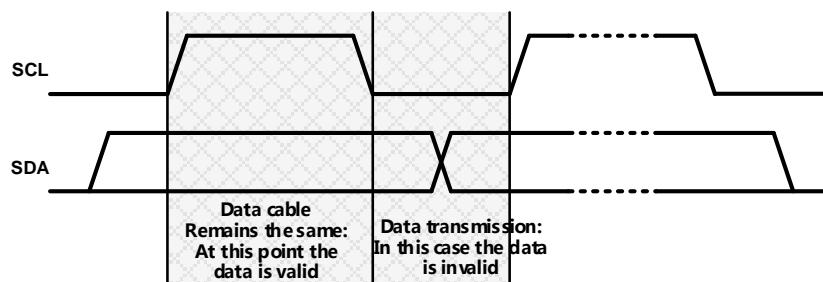 SCL
SDA
Data cable
Remains the same:
At this point the
data is valid
Data transmission:
In this case the data
is invalid